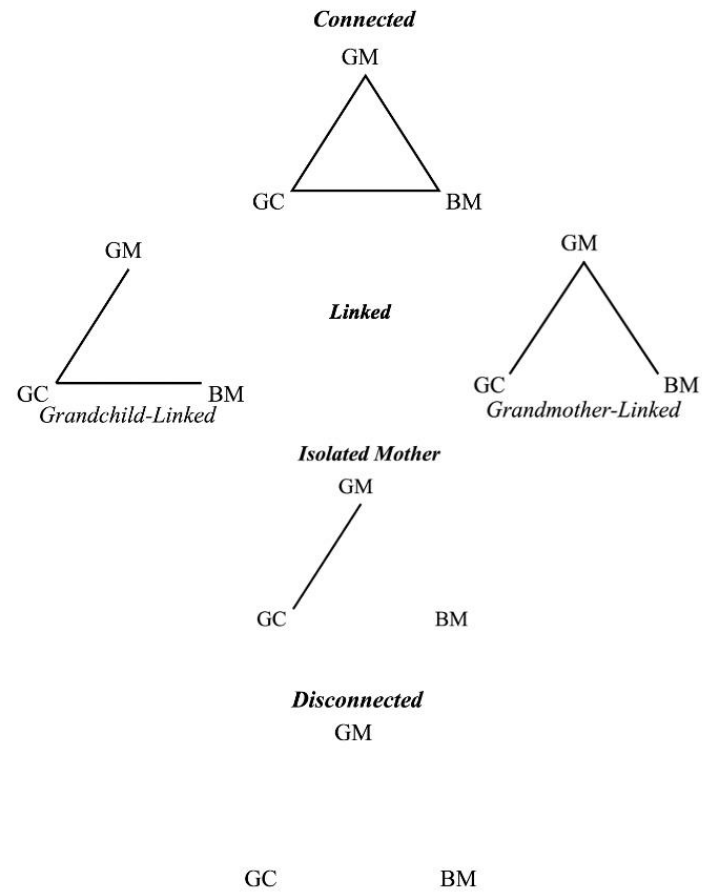 Connected
GM
GC BM
GM
GC BM
Grandchild-Linked
Linked
GM
GC BM
Grandmother-Linked
Isolated Mother
GM
GC BM
Disconnected
GM
GC BM